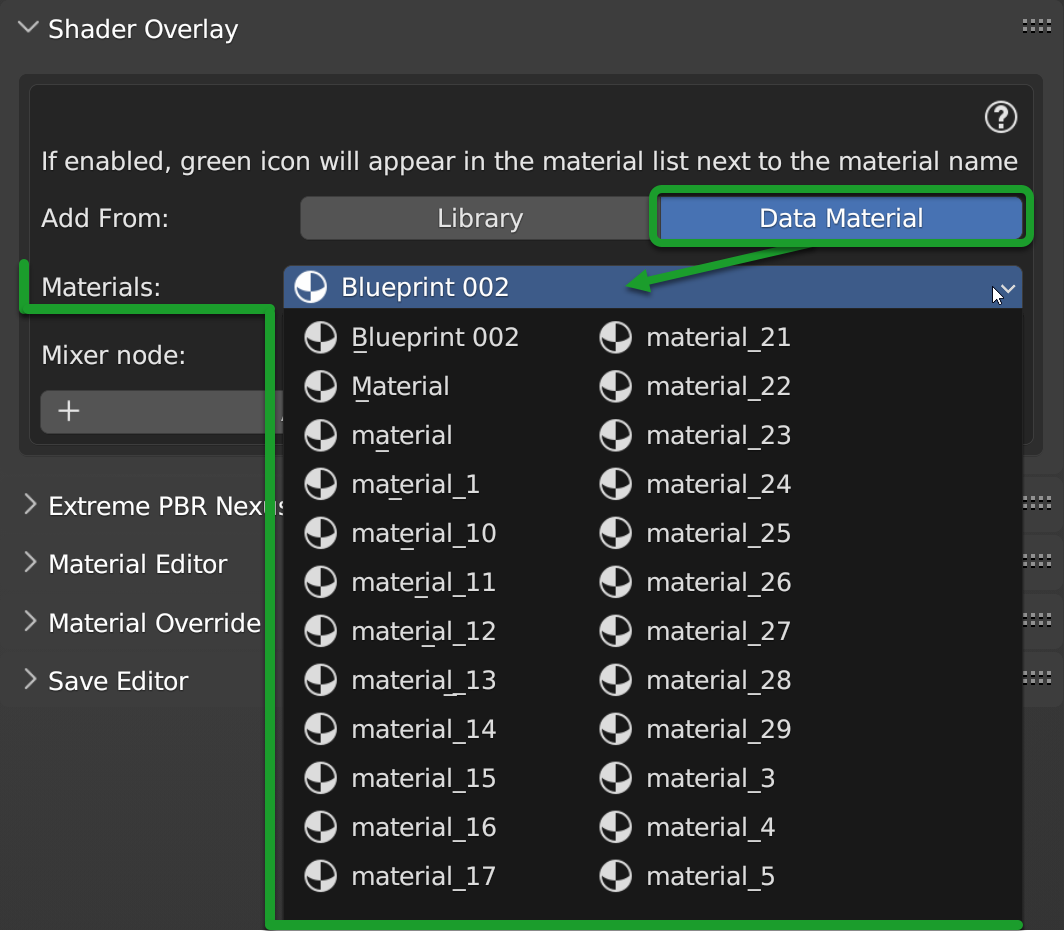 Shader Overlay
?
If enabled, green icon will appear in the material list next to the material name
Add From: Library Data Material
Materials: Blueprint 002
Blueprint 002 material_21
Mixer node:
Material material_22
+
material material_23
material_1 material_24
Extreme PBR Nexus
material_10 material_25
Material Editor
material_11 material_26
Material Override
material_12 material_27
Save Editor
material_13 material_28
material_14 material_29
material_15 material_3
material_16 material_4
material_17 material_5